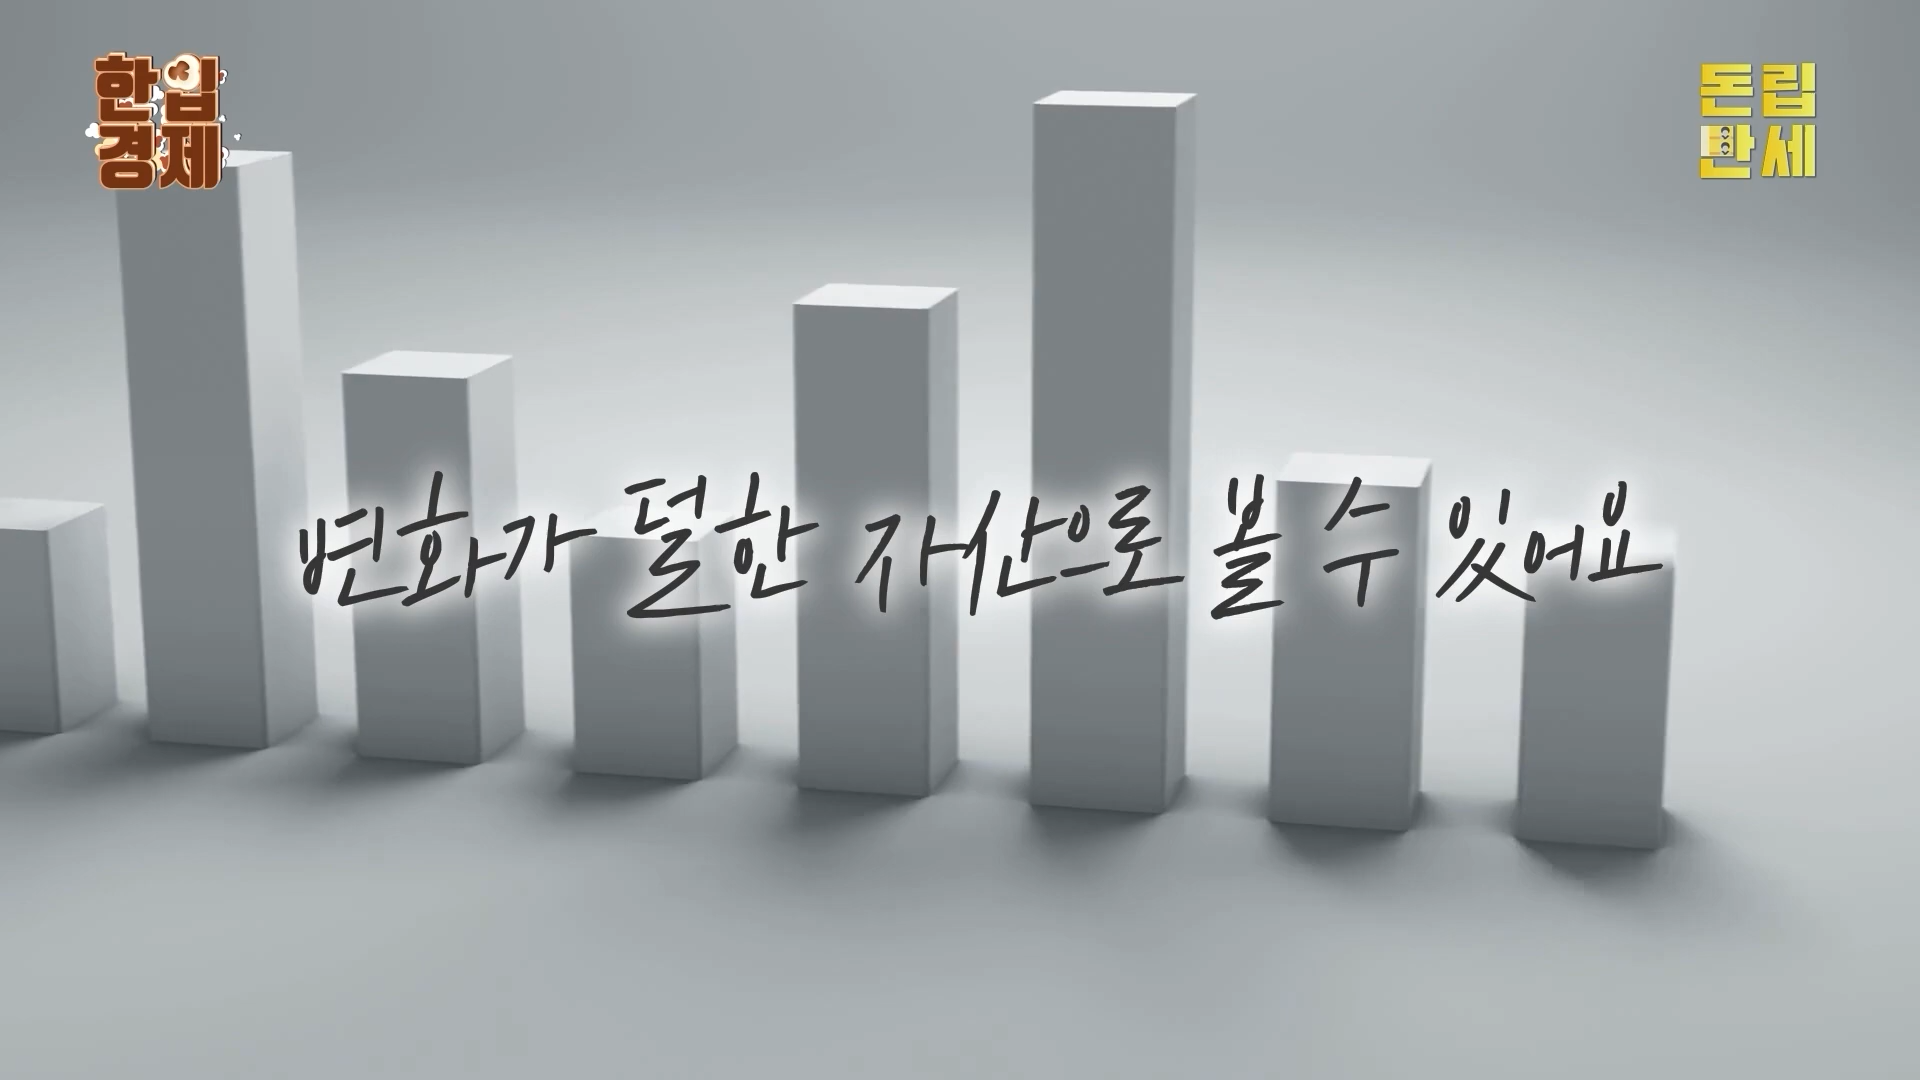 한입
경제
돈립
만세
변화가 덜한 자산으로 볼 수 있어요